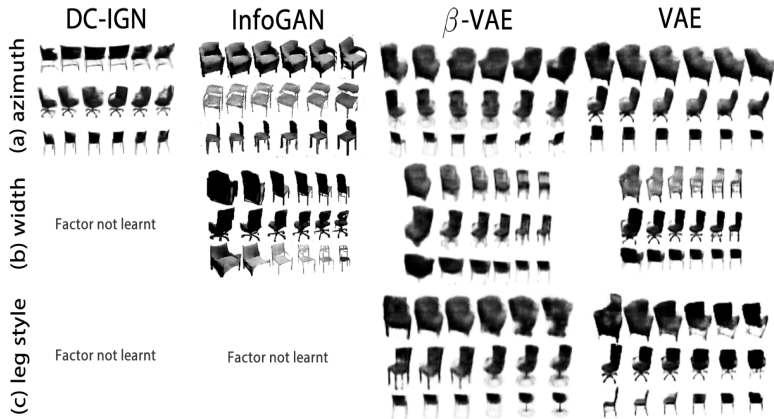 DC-IGN InfoGAN β-VAE VAE
(a) azimuth
(b) width
Factor not learnt
(c) leg style
Factor not learnt Factor not learnt